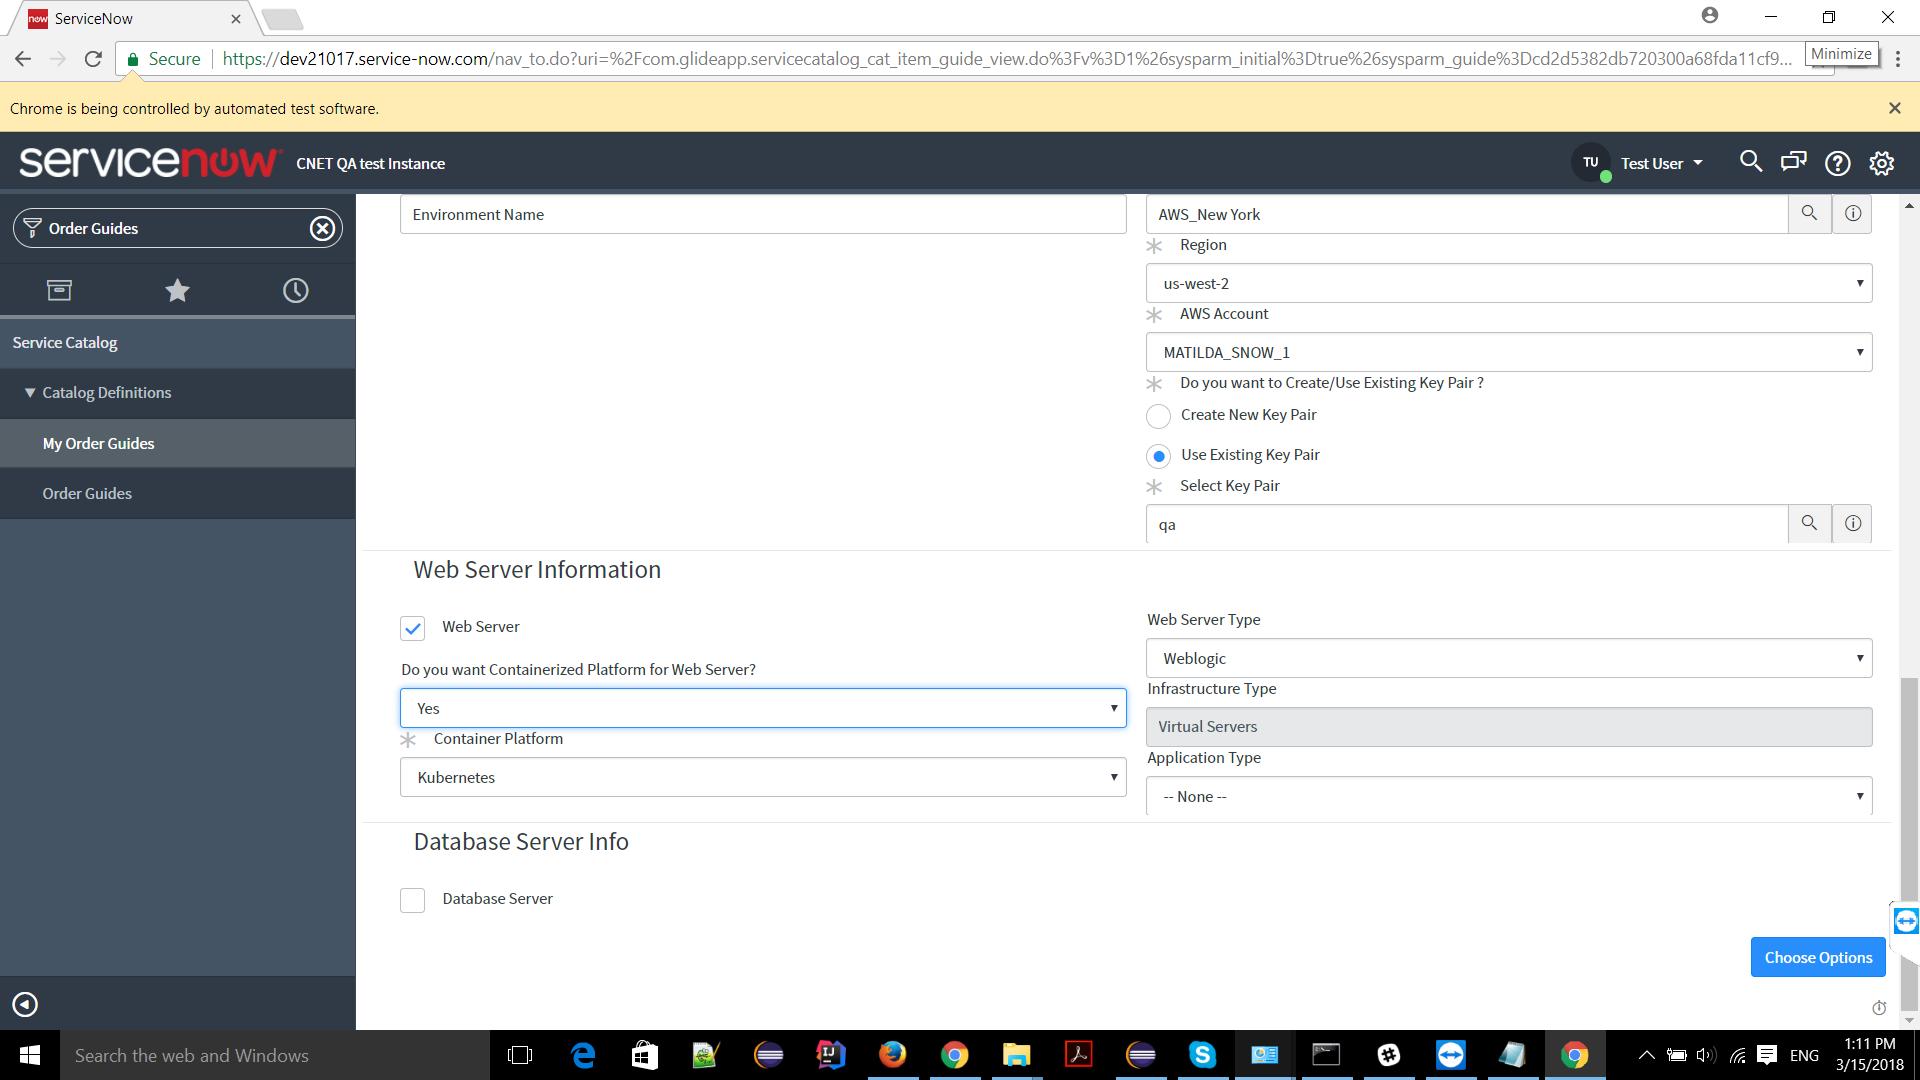 now ServiceNow
Secure https://dev21017.service-now.com/nav_to.do?uri=%2Fcom.glideapp.servicecatalog_cat_item_guide_view.do%3Fv%3D1%26sysparm_initial%3Dtrue%26sysparm_guide%3Dcd2d5382db720300a68fda11cf9...
Minimize
Chrome is being controlled by automated test software.
servicenow CNET QA test Instance
TU Test User
Order Guides
Service Catalog
Catalog Definitions
My Order Guides
Order Guides
Environment Name
AWS_New York
Region
us-west-2
AWS Account
MATILDA_SNOW_1
Do you want to Create/Use Existing Key Pair ?
Create New Key Pair
Use Existing Key Pair
Select Key Pair
qa
Web Server Information
Web Server
Do you want Containerized Platform for Web Server?
Yes
Container Platform
Kubernetes
Web Server Type
Weblogic
Infrastructure Type
Virtual Servers
Application Type
-- None --
Database Server Info
Database Server
Choose Options
Search the web and Windows
ENG
1:11 PM
3/15/2018